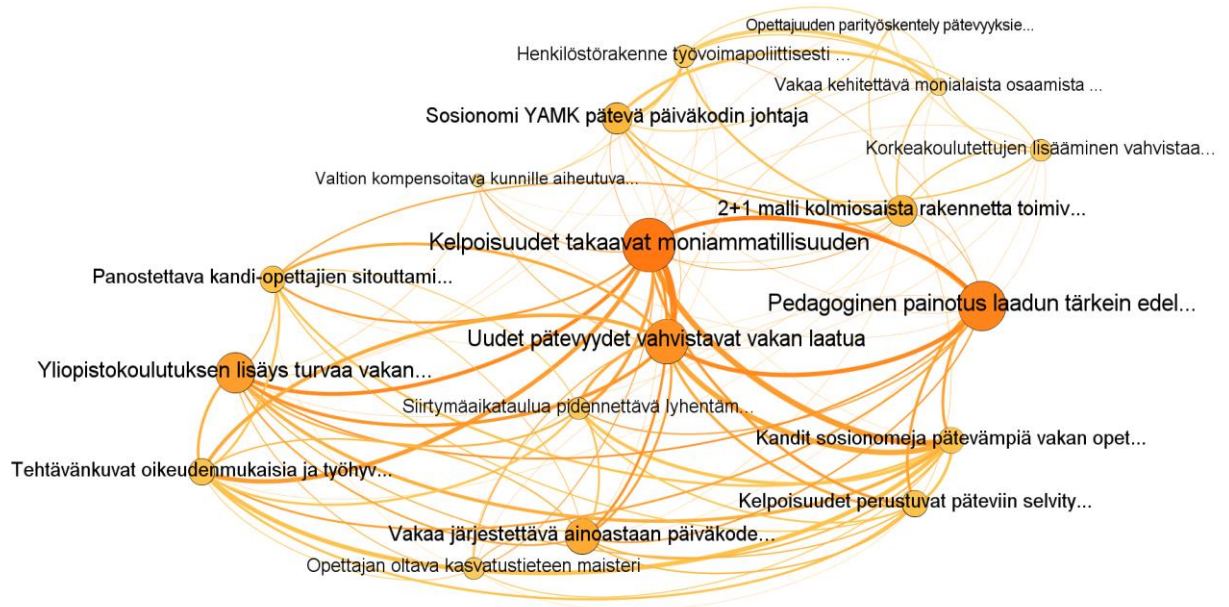 Opettajuuden parityöskentely pätevyyksie...
Henkilöstörakenne työvoimapoliittisesti ...
Vakaa kehitettävä monialaista osaamista ...
Sosionomi YAMK pätevä päiväkodin johtaja
Korkeakoulutettujen lisääminen vahvistaa...
Valtion kompensoitava kunnille aiheutuva...
2+1 malli kolmiosaista rakennetta toimiv...
Kelpoisuudet takaavat moniammatillisuuden
Panostettava kandi-opettajien sitouttami...
Pedagoginen painotus laadun tärkein edel...
Uudet pätevyydet vahvistavat vakan laatua
Yliopistokoulutuksen lisäys turvaa vakan...
Siirtymäaikataulua pidennettävä lyhentäm...
Kandit sosionomeja pätevämpiä vakan opet...
Tehtävänkuvat oikeudenmukaisia ja työhyv...
Kelpoisuudet perustuvat päteviin selvity...
Vakaa järjestettävä ainoastaan päiväkode...
Opettajan oltava kasvatustieteen maisteri